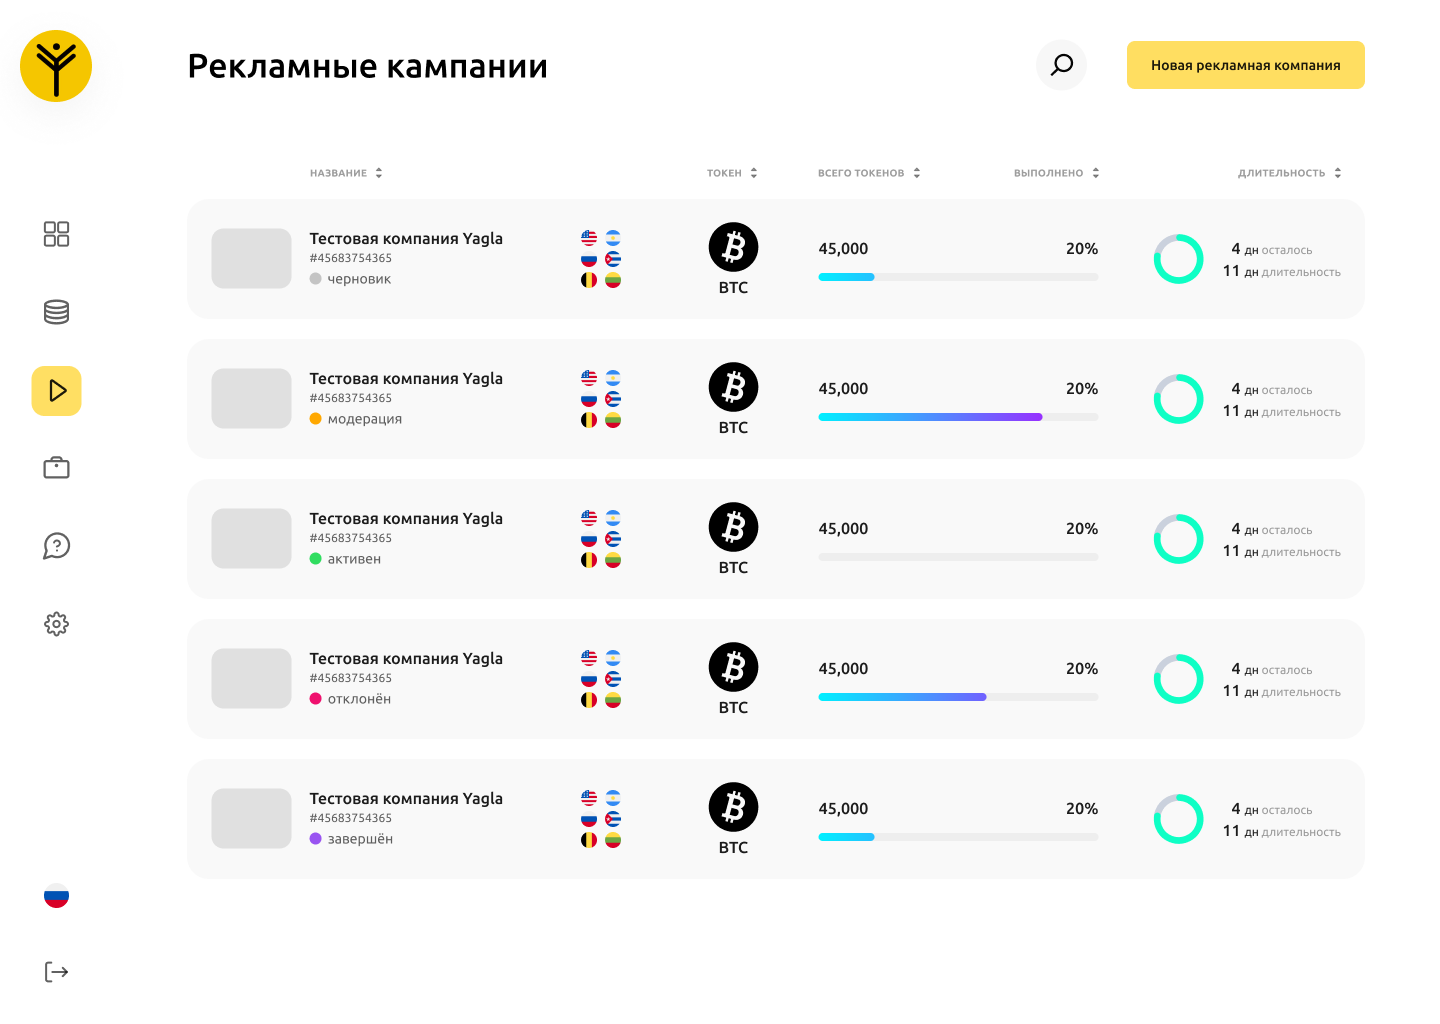 Рекламные кампании
Новая рекламная компания
НАЗВАНИЕ
ТОКЕН
ВСЕГО ТОКЕНОВ
ВЫПОЛНЕНО
ДЛИТЕЛЬНОСТЬ
Тестовая компания Yagla
#45683754365
черновик
BTC
45,000
20%
4 дн осталось
11 дн длительность
Тестовая компания Yagla
#45683754365
модерация
BTC
45,000
20%
4 дн осталось
11 дн длительность
Тестовая компания Yagla
#45683754365
активен
BTC
45,000
20%
4 дн осталось
11 дн длительность
Тестовая компания Yagla
#45683754365
отклонён
BTC
45,000
20%
4 дн осталось
11 дн длительность
Тестовая компания Yagla
#45683754365
завершён
BTC
45,000
20%
4 дн осталось
11 дн длительность